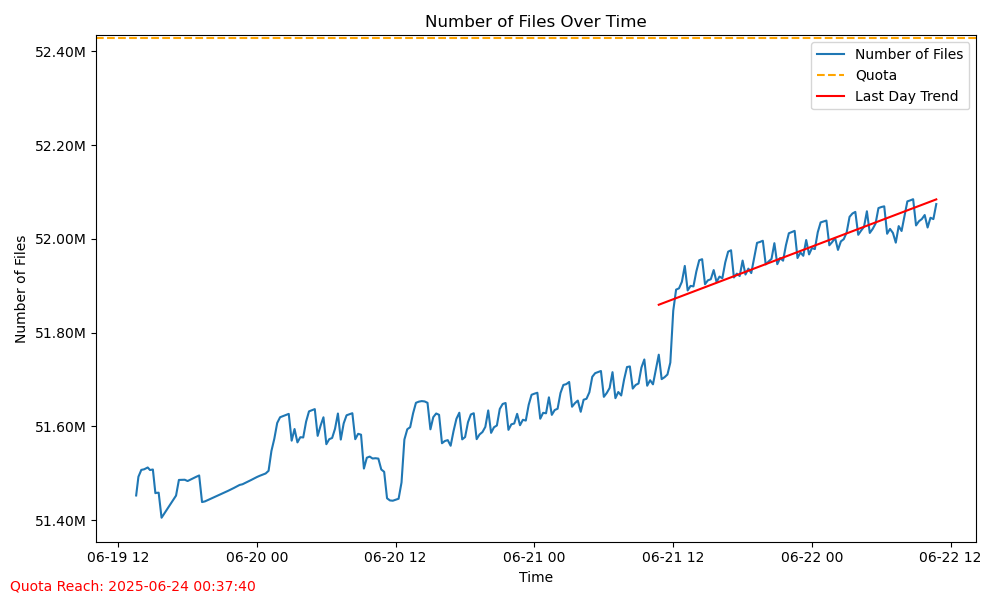 Number of Files Over Time
Number of Files
Quota
Last Day Trend
52.40M
52.20M
52.00M
51.80M
51.60M
51.40M
Number of Files
06-19 12
06-20 00
06-20 12
06-21 00
06-21 12
06-22 00
06-22 12
Time
Quota Reach: 2025-06-24 00:37:40